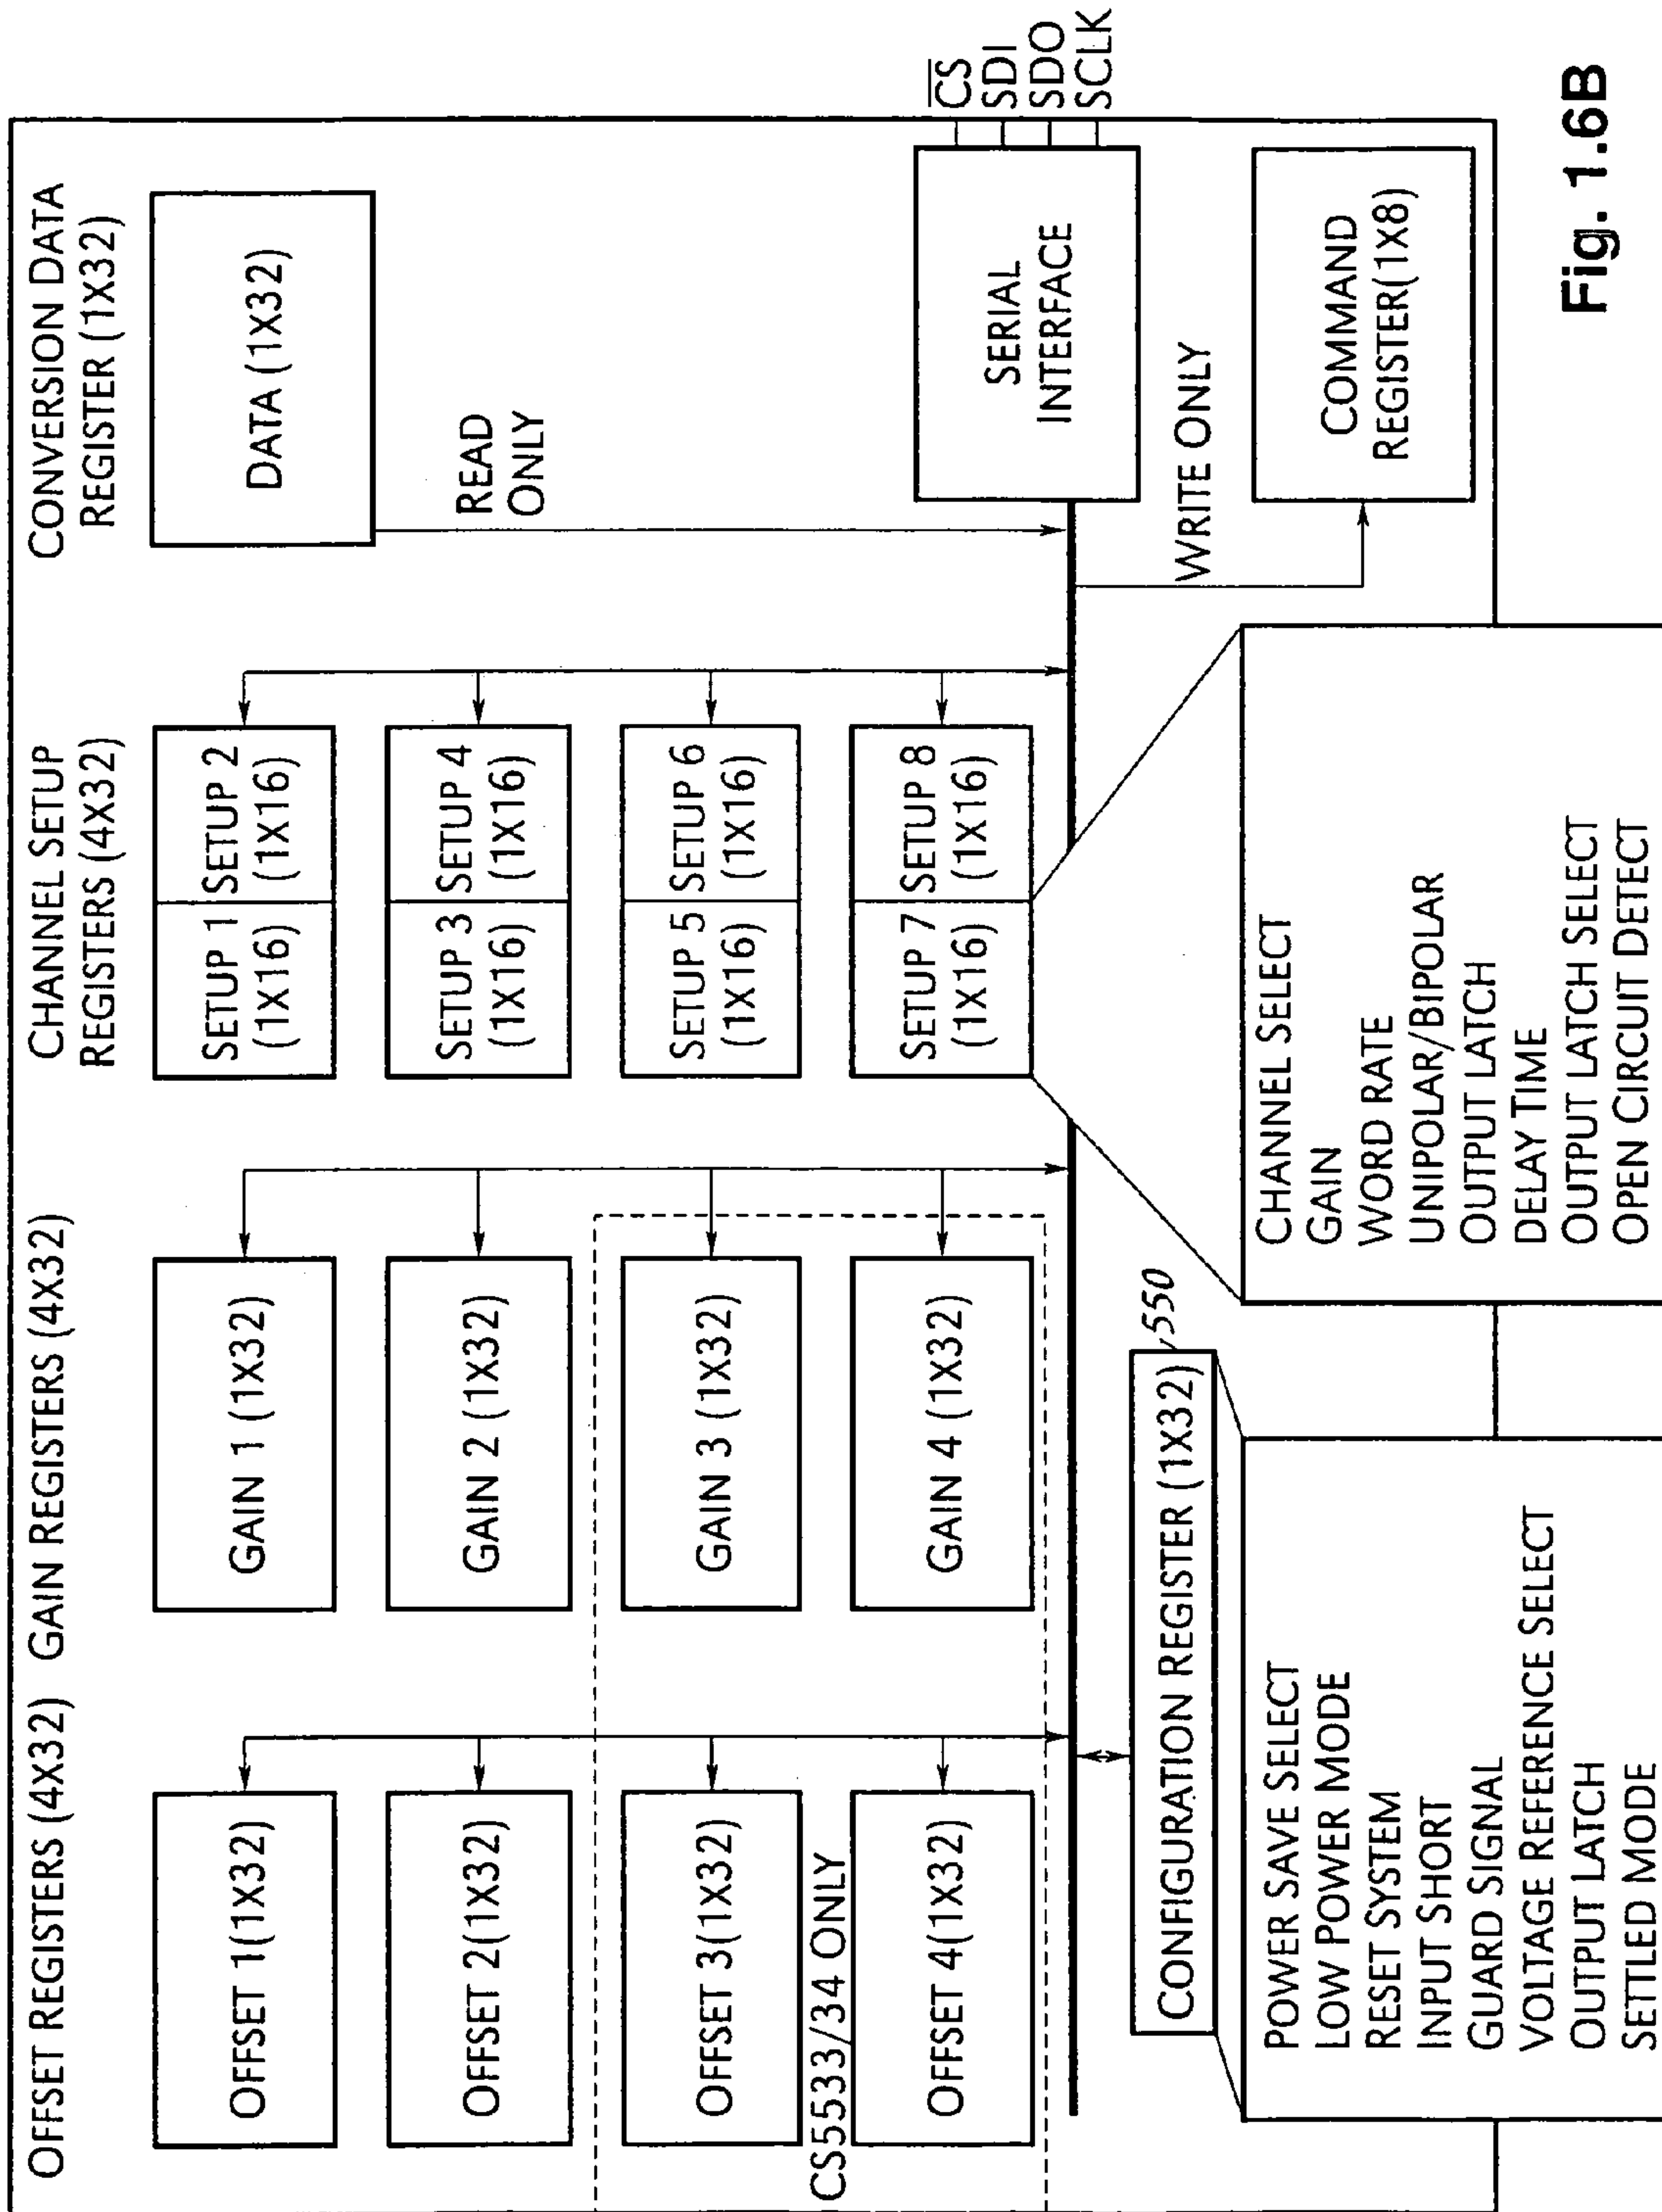 OFFSET REGISTERS (4X32)
GAIN REGISTERS (4X32)
CHANNEL SETUP
REGISTERS (4X32)
CONVERSION DATA
REGISTER (1X32)
OFFSET 1(1X32)
GAIN 1 (1X32)
SETUP 1
(1X16)
SETUP 2
(1X16)
DATA (1X32)
OFFSET 2(1X32)
GAIN 2 (1X32)
SETUP 3
(1X16)
SETUP 4
(1X16)
READ
ONLY
OFFSET 3(1X32)
GAIN 3 (1X32)
SETUP 5
(1X16)
SETUP 6
(1X16)
CS5533/34 ONLY
OFFSET 4(1X32)
GAIN 4 (1X32)
SETUP 7
(1X16)
SETUP 8
(1X16)
SERIAL
INTERFACE
C̅S̅
SDI
SDO
SCLK
WRITE ONLY
CONFIGURATION REGISTER (1X32)
550
COMMAND
REGISTER(1X8)
POWER SAVE SELECT
LOW POWER MODE
RESET SYSTEM
INPUT SHORT
GUARD SIGNAL
VOLTAGE REFERENCE SELECT
OUTPUT LATCH
SETTLED MODE
CHANNEL SELECT
GAIN
WORD RATE
UNIPOLAR/BIPOLAR
OUTPUT LATCH
DELAY TIME
OUTPUT LATCH SELECT
OPEN CIRCUIT DETECT
Fig. 1.6B